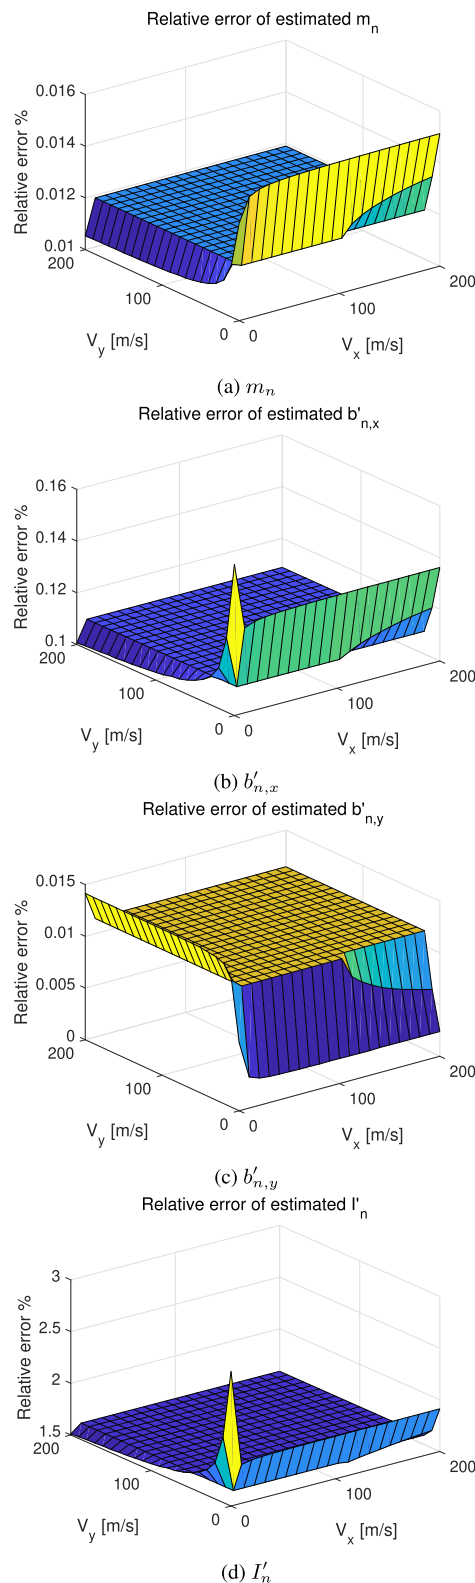 Relative error of estimated m_n
0.016
0.014
0.012
0.01
Relative error %
200
100
0
V_y [m/s]
0
100
200
V_x [m/s]
(a) m_n
Relative error of estimated b'_{n,x}
0.16
0.14
0.12
0.1
Relative error %
200
100
0
V_y [m/s]
0
100
200
V_x [m/s]
(b) b′_{n,x}
Relative error of estimated b'_{n,y}
0.015
0.01
0.005
0
Relative error %
200
100
0
V_y [m/s]
0
100
200
V_x [m/s]
(c) b′_{n,y}
Relative error of estimated I'_n
3
2.5
2
1.5
Relative error %
200
100
0
V_y [m/s]
0
100
200
V_x [m/s]
(d) I′_n